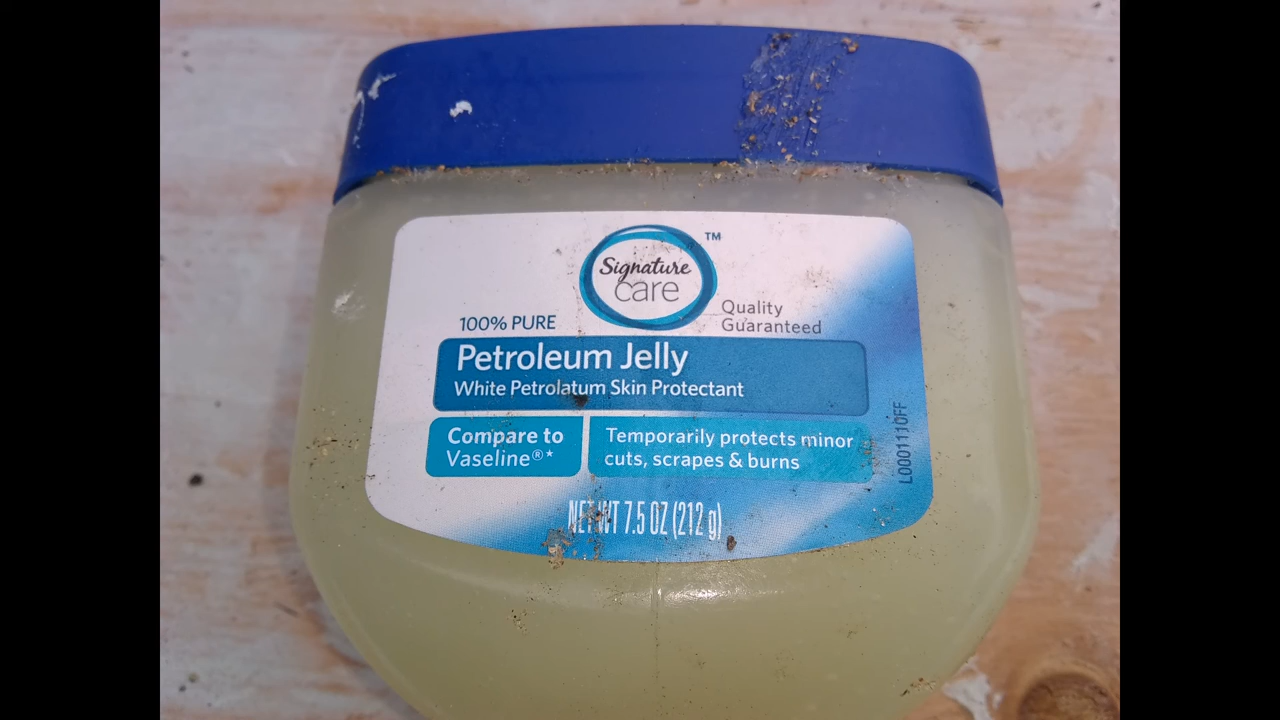 Signature
care
TM
Quality
Guaranteed
100% PURE
Petroleum Jelly
White Petrolatum Skin Protectant
Compare to
Vaseline®*
Temporarily protects minor
cuts, scrapes & burns
NET WT 7.5 OZ (212 g)
L0001110FF